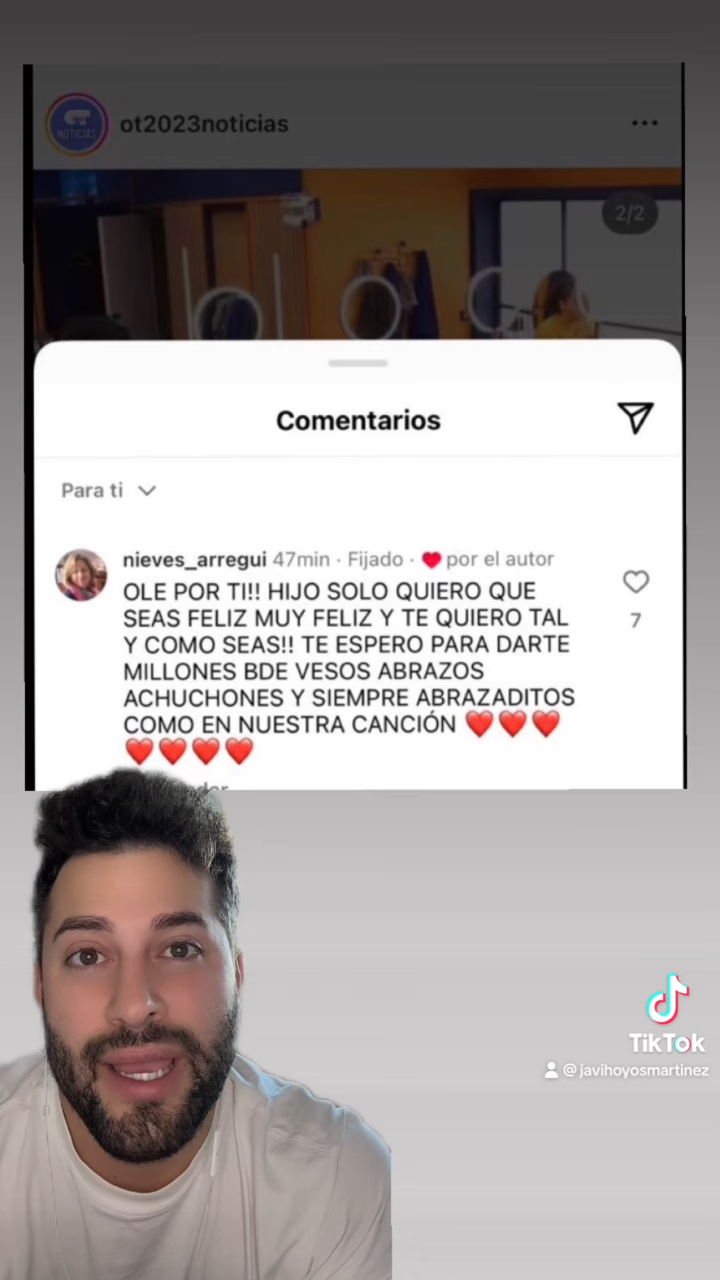 NOTICIAS
ot2023noticias
2/2
Comentarios
Para ti
nieves_arregui 47min · Fijado · ❤️ por el autor
OLE POR TI!! HIJO SOLO QUIERO QUE
SEAS FELIZ MUY FELIZ Y TE QUIERO TAL
Y COMO SEAS!! TE ESPERO PARA DARTE
MILLONES BDE VESOS ABRAZOS
ACHUCHONES Y SIEMPRE ABRAZADITOS
COMO EN NUESTRA CANCIÓN ❤️❤️❤️
❤️❤️❤️❤️
7
TikTok
@javihoyosmartinez